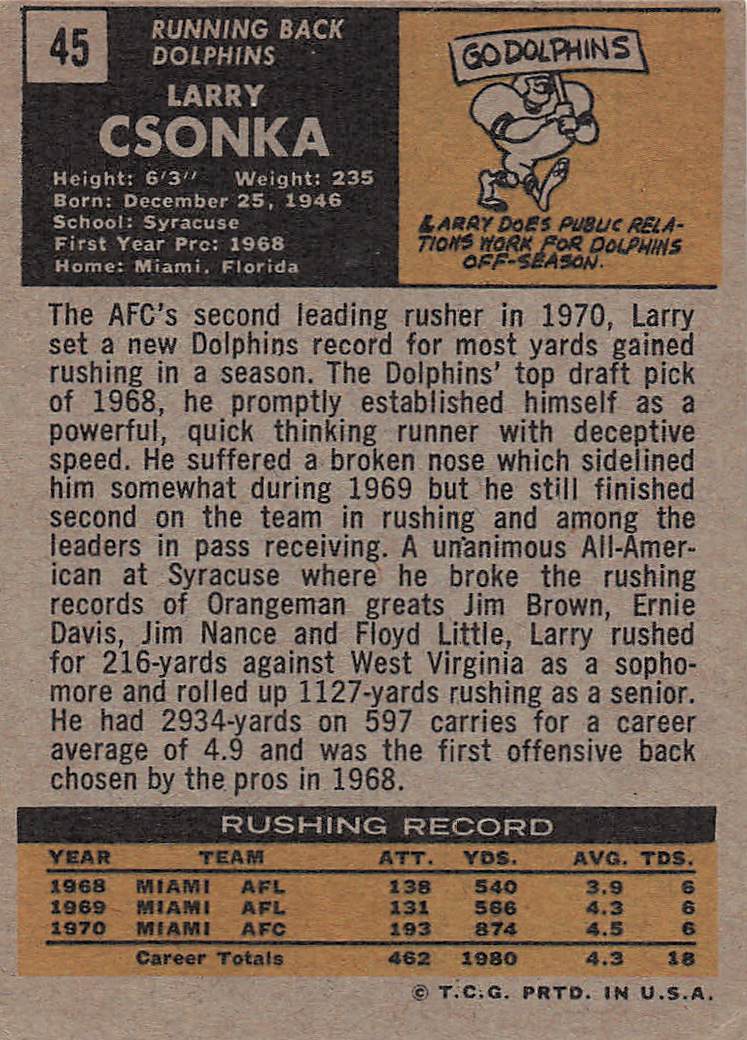 45
RUNNING BACK
DOLPHINS
LARRY
CSONKA
Height: 6'3" Weight: 235
Born: December 25, 1946
School: Syracuse
First Year Pro: 1968
Home: Miami, Florida
GO DOLPHINS
LARRY DOES PUBLIC RELA-
TIONS WORK FOR DOLPHINS
OFF-SEASON.
The AFC's second leading rusher in 1970, Larry
set a new Dolphins record for most yards gained
rushing in a season. The Dolphins' top draft pick
of 1968, he promptly established himself as a
powerful, quick thinking runner with deceptive
speed. He suffered a broken nose which sidelined
him somewhat during 1969 but he still finished
second on the team in rushing and among the
leaders in pass receiving. A unanimous All-Amer-
ican at Syracuse where he broke the rushing
records of Orangeman greats Jim Brown, Ernie
Davis, Jim Nance and Floyd Little, Larry rushed
for 216-yards against West Virginia as a sopho-
more and rolled up 1127-yards rushing as a senior.
He had 2934-yards on 597 carries for a career
average of 4.9 and was the first offensive back
chosen by the pros in 1968.
RUSHING RECORD
YEAR TEAM ATT. YDS. AVG. TDS.
1968 MIAMI AFL 138 540 3.9 6
1969 MIAMI AFL 131 566 4.3 6
1970 MIAMI AFC 193 874 4.5 6
Career Totals 462 1980 4.3 18
© T.C.G. PRTD. IN U.S.A.